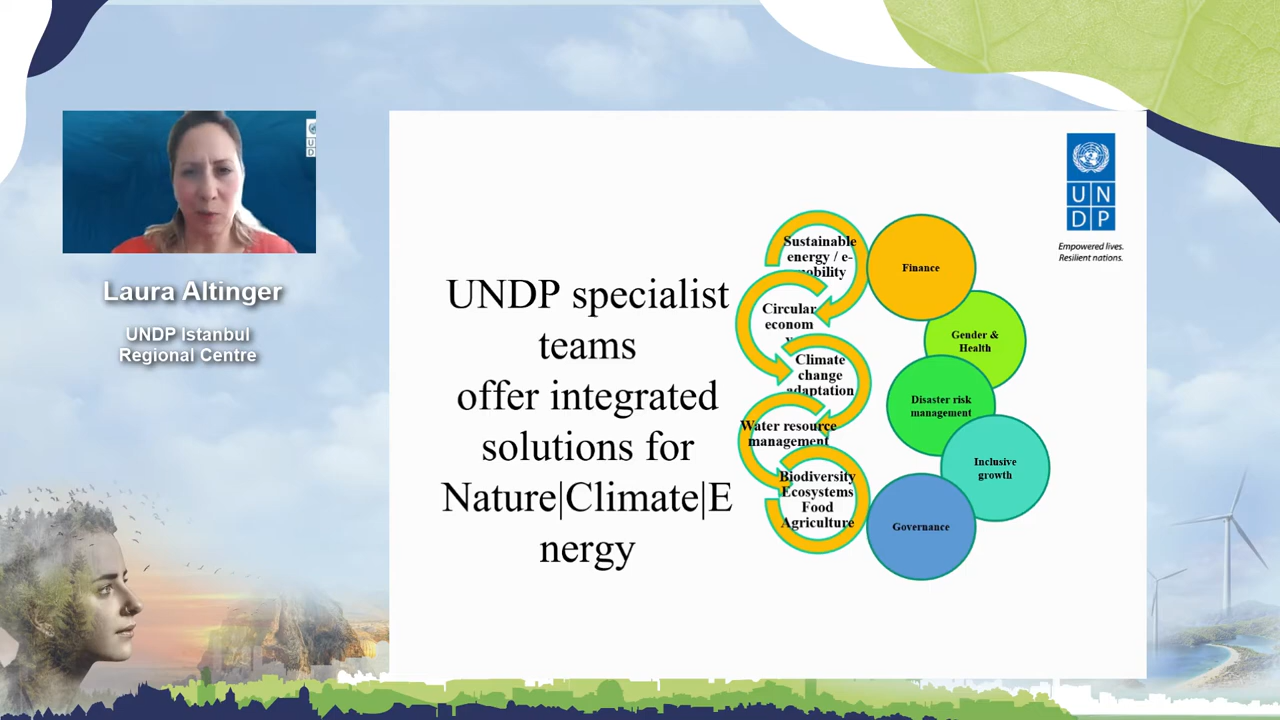 Laura Altinger
UNDP Istanbul
Regional Centre
UNDP specialist
teams
offer integrated
solutions for
Nature|Climate|E
nergy
Sustainable
energy / e-
mobility
Circular
econom
y
Climate
change
adaptation
Water resource
management
Biodiversity
Ecosystems
Food
Agriculture
Finance
Gender &
Health
Disaster risk
management
Inclusive
growth
Governance
U N
D P
Empowered lives.
Resilient nations.